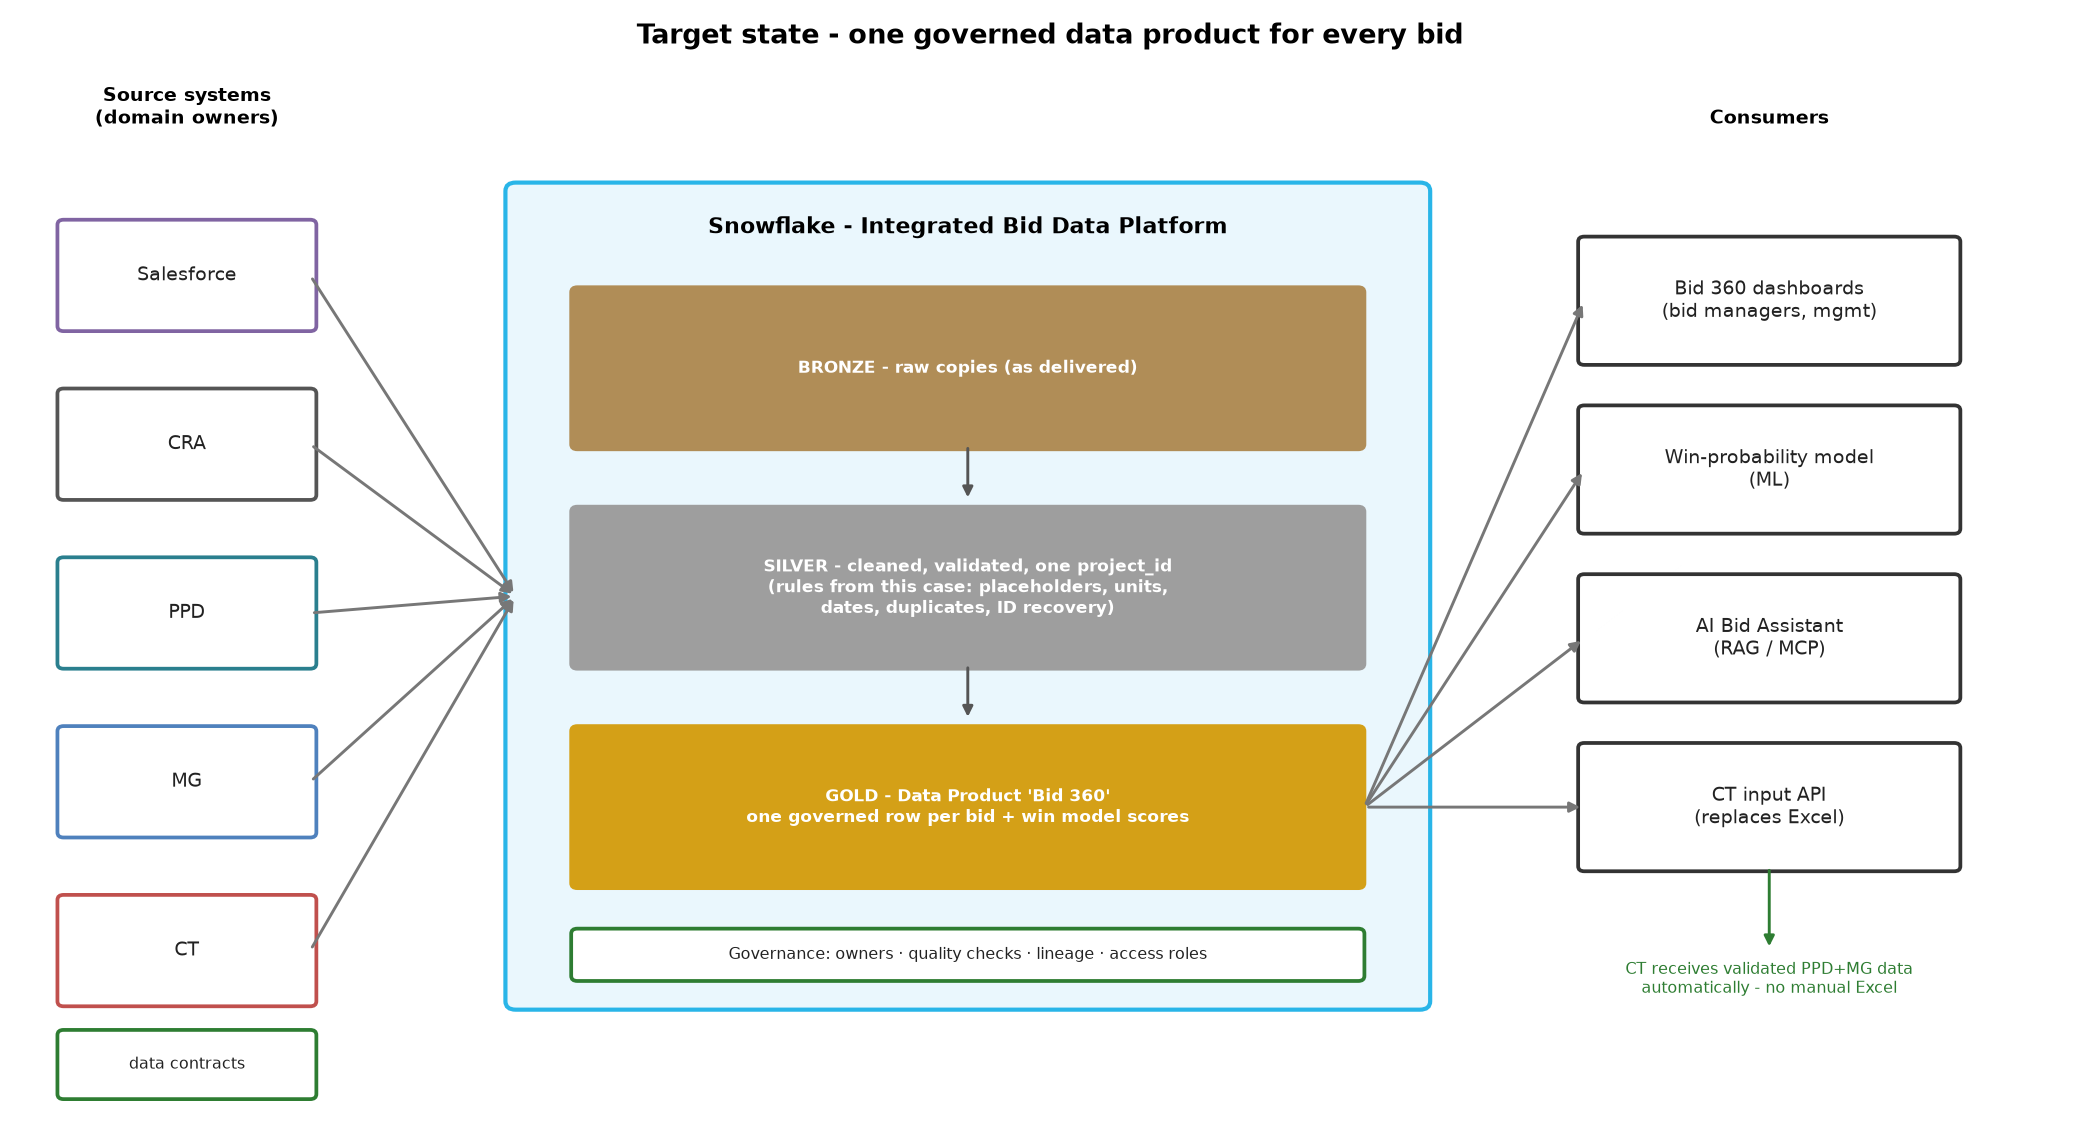 Target state - one governed data product for every bid
Source systems
(domain owners)
Consumers
Salesforce
CRA
PPD
MG
CT
data contracts
Snowflake - Integrated Bid Data Platform
BRONZE - raw copies (as delivered)
SILVER - cleaned, validated, one project_id
(rules from this case: placeholders, units,
dates, duplicates, ID recovery)
GOLD - Data Product 'Bid 360'
one governed row per bid + win model scores
Governance: owners · quality checks · lineage · access roles
Bid 360 dashboards
(bid managers, mgmt)
Win-probability model
(ML)
AI Bid Assistant
(RAG / MCP)
CT input API
(replaces Excel)
CT receives validated PPD+MG data
automatically - no manual Excel